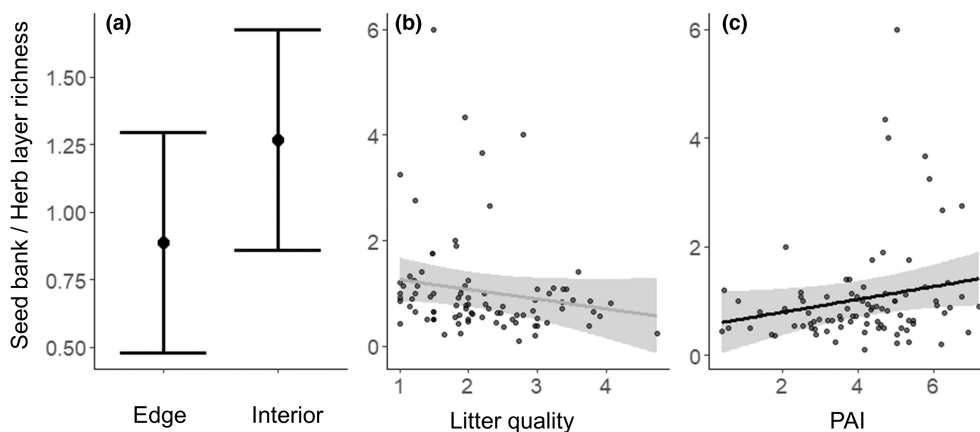 Seed bank / Herb layer richness
(a)
1.50
1.25
1.00
0.75
0.50
Edge Interior
(b)
6
4
2
0
1 2 3 4
Litter quality
(c)
6
4
2
0
2 4 6
PAI